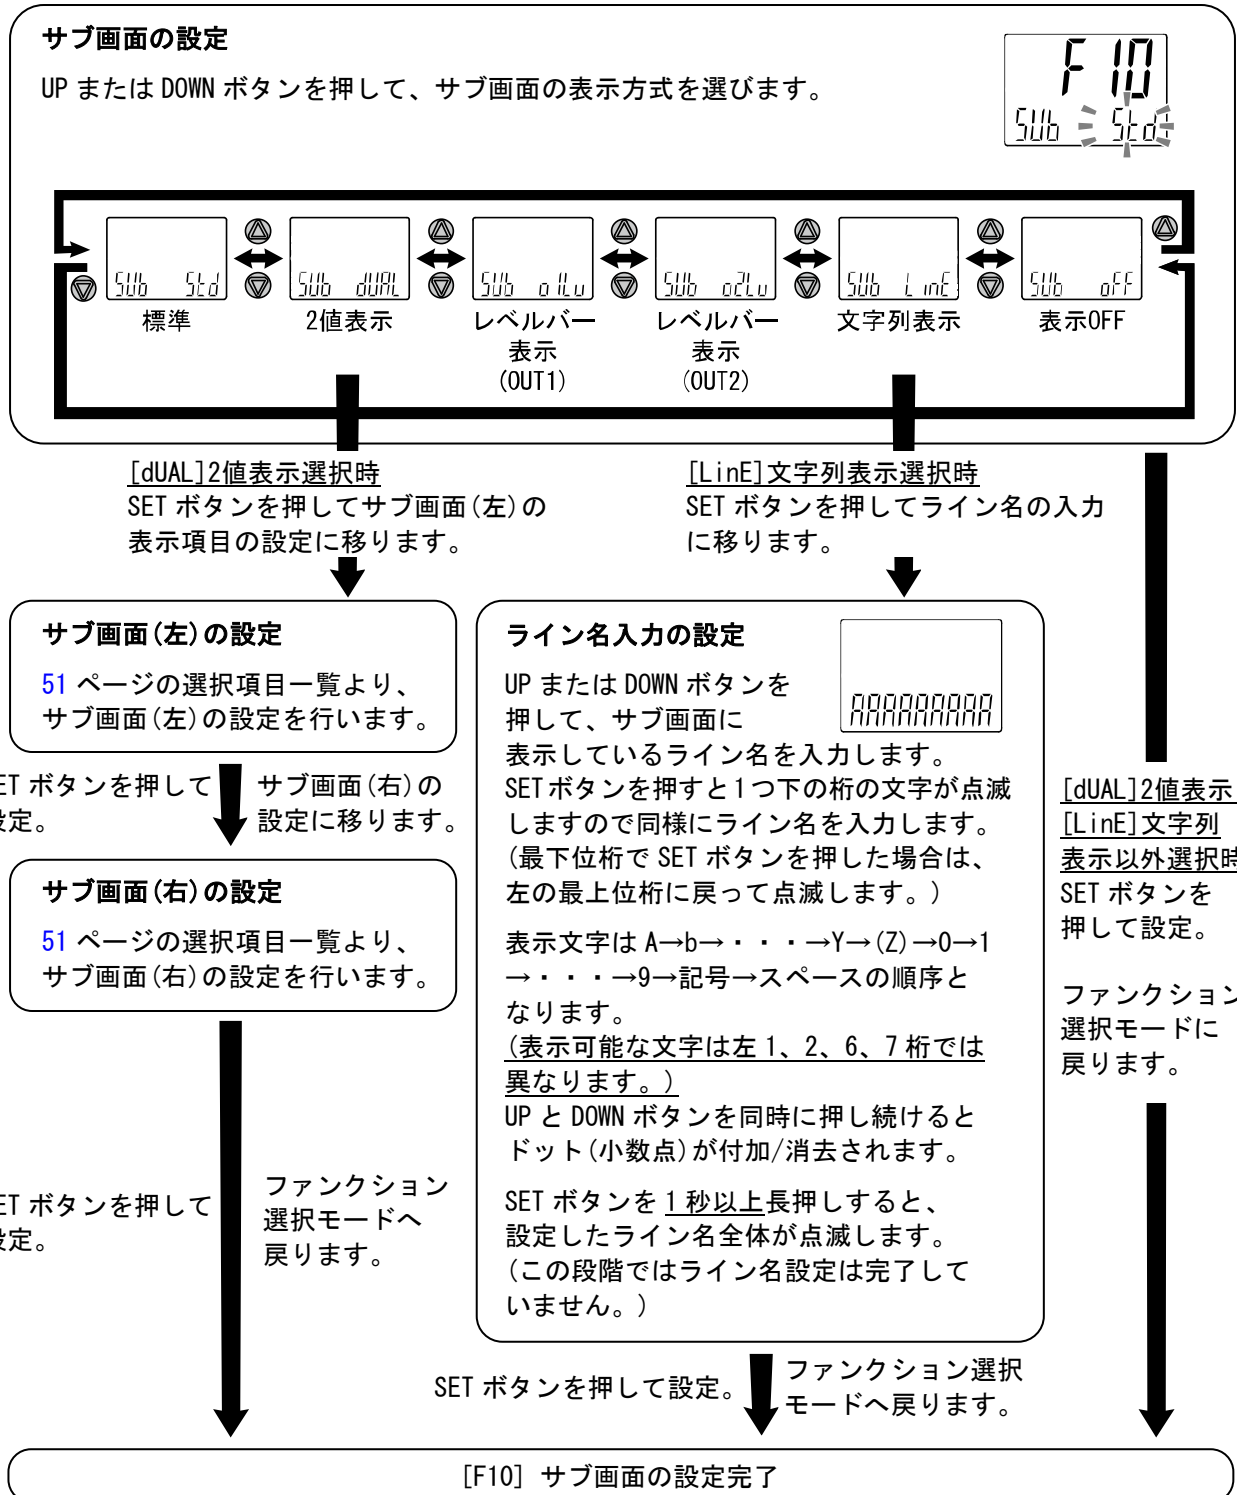 サブ画面の設定
UP または DOWN ボタンを押して、サブ画面の表示方式を選びます。
F 10
SUb Std
SUb Std
SUb dUAL
SUb o1Lv
SUb o2Lv
SUb LinE
SUb oFF
標準
2値表示
レベルバー
表示
(OUT1)
レベルバー
表示
(OUT2)
文字列表示
表示OFF
[dUAL]2値表示選択時
SET ボタンを押してサブ画面(左)の
表示項目の設定に移ります。
[LinE]文字列表示選択時
SET ボタンを押してライン名の入力
に移ります。
サブ画面(左)の設定
51 ページの選択項目一覧より、
サブ画面(左)の設定を行います。
ET ボタンを押して
定。
サブ画面(右)の
設定に移ります。
サブ画面(右)の設定
51 ページの選択項目一覧より、
サブ画面(右)の設定を行います。
ET ボタンを押して
定。
ファンクション
選択モードへ
戻ります。
ライン名入力の設定
AAAAAAAAA
UP または DOWN ボタンを
押して、サブ画面に
表示しているライン名を入力します。
SETボタンを押すと1つ下の桁の文字が点滅
しますので同様にライン名を入力します。
(最下位桁で SET ボタンを押した場合は、
左の最上位桁に戻って点滅します。)
表示文字は A→b→・・・→Y→(Z)→0→1
→・・・→9→記号→スペースの順序と
なります。
(表示可能な文字は左 1、2、6、7 桁では
異なります。)
UP と DOWN ボタンを同時に押し続けると
ドット(小数点)が付加/消去されます。
SET ボタンを 1 秒以上長押しすると、
設定したライン名全体が点滅します。
(この段階ではライン名設定は完了して
いません。)
SET ボタンを押して設定。
ファンクション選択
モードへ戻ります。
[dUAL]2値表示
[LinE]文字列
表示以外選択時
SET ボタンを
押して設定。
ファンクション
選択モードに
戻ります。
[F10] サブ画面の設定完了